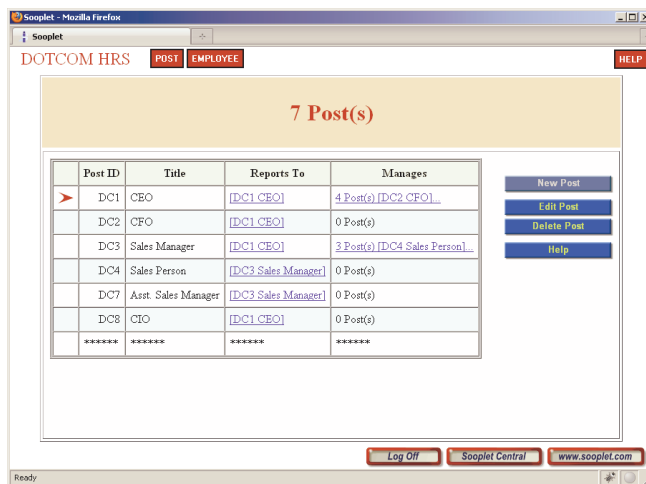 Sooplet - Mozilla Firefox
Sooplet
DOTCOM HRS POST EMPLOYEE HELP
7 Post(s)
Post ID Title Reports To Manages
DC1 CEO [DC1 CEO] 4 Post(s) [DC2 CFO]...
DC2 CFO [DC1 CEO] 0 Post(s)
DC3 Sales Manager [DC1 CEO] 3 Post(s) [DC4 Sales Person]...
DC4 Sales Person [DC3 Sales Manager] 0 Post(s)
DC7 Asst. Sales Manager [DC3 Sales Manager] 0 Post(s)
DC8 CIO [DC1 CEO] 0 Post(s)
****** ****** ****** ******
New Post
Edit Post
Delete Post
Help
Log Off Sooplet Central www.sooplet.com
Ready